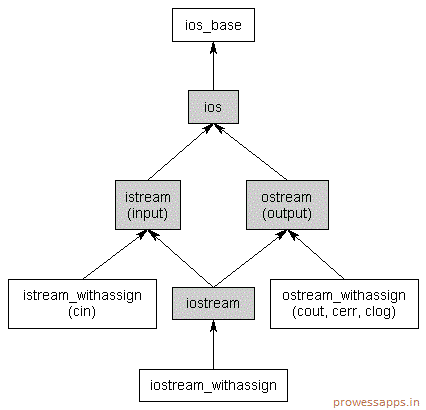 ios_base
ios
istream
(input)
ostream
(output)
istream_withassign
(cin)
iostream
ostream_withassign
(cout, cerr, clog)
iostream_withassign
prowessapps.in